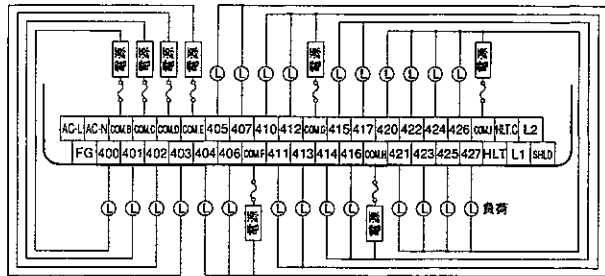 電源 電源 電源 電源 電源 電源
L L L L L L L L L L
AC-L AC-N COM.B COM.C COM.D COM.E 405 407 410 412 COM.G 415 417 420 422 424 426 COM.I HLT.C L2
FG 400 401 402 403 404 406 COM.F 411 413 414 416 COM.H 421 423 425 427 HLT L1 SHLD
L L L L L L L L L L L L L L 負荷
電源 電源